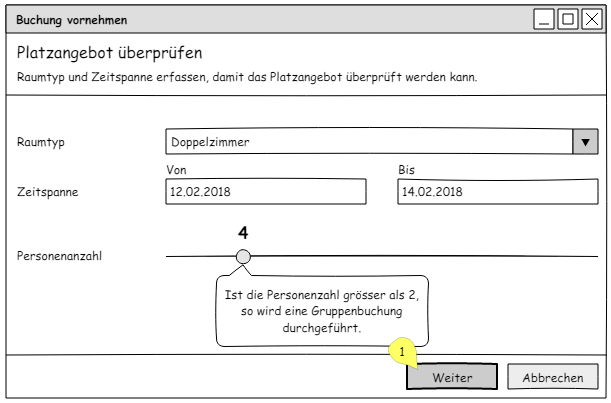 Buchung vornehmen
Platzangebot überprüfen
Raumtyp und Zeitspanne erfassen, damit das Platzangebot überprüft werden kann.
Raumtyp
Doppelzimmer
Von
Bis
Zeitspanne
12.02.2018
14.02.2018
4
Personenanzahl
Ist die Personenzahl grösser als 2,
so wird eine Gruppenbuchung
durchgeführt.
1
Weiter
Abbrechen